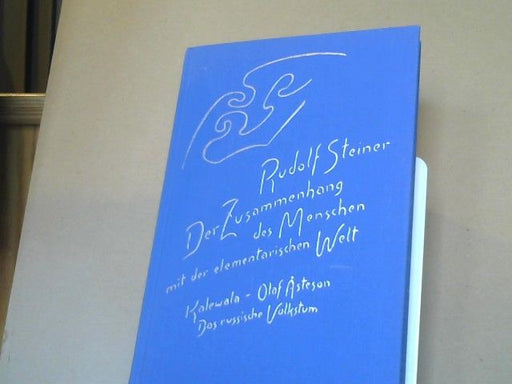 Rudolf Steiner
Der Zusammenhang
des Menschen
mit der elementarischen Welt
Kalewala - Olaf Åsteson
Das russische Volkstum